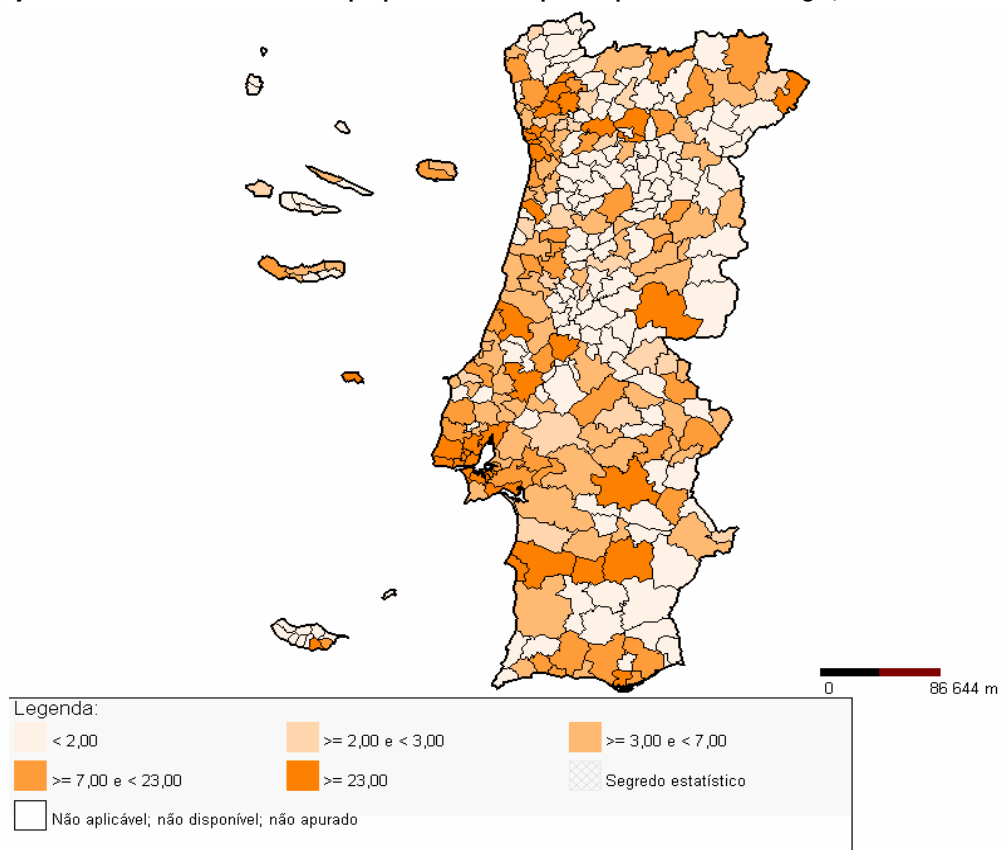 0 86 644 m
Legenda:
< 2,00 >= 2,00 e < 3,00 >= 3,00 e < 7,00
>= 7,00 e < 23,00 >= 23,00 Segredo estatístico
Não aplicável; não disponível; não apurado